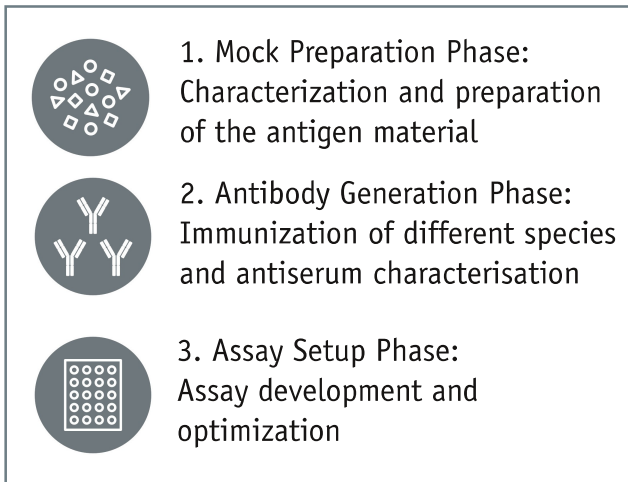 1. Mock Preparation Phase:
Characterization and preparation
of the antigen material
2. Antibody Generation Phase:
Immunization of different species
and antiserum characterisation
3. Assay Setup Phase:
Assay development and
optimization